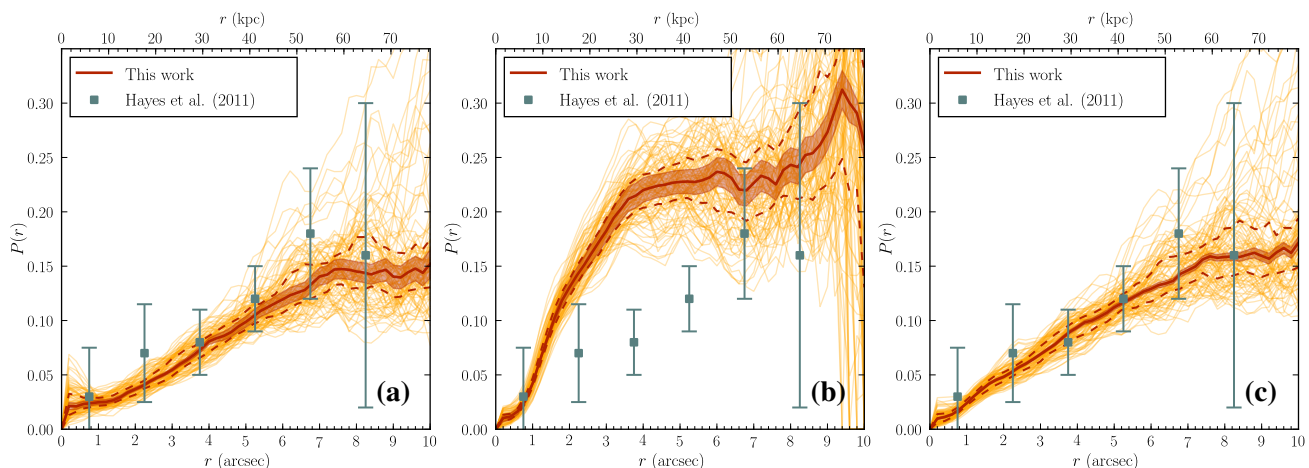 r (kpc)
0 10 20 30 40 50 60 70
This work
Hayes et al. (2011)
P(r)
0.30
0.25
0.20
0.15
0.10
0.05
0.00
(a)
0 1 2 3 4 5 6 7 8 9 10
r (arcsec)
r (kpc)
0 10 20 30 40 50 60 70
This work
Hayes et al. (2011)
P(r)
0.30
0.25
0.20
0.15
0.10
0.05
0.00
(b)
0 1 2 3 4 5 6 7 8 9 10
r (arcsec)
r (kpc)
0 10 20 30 40 50 60 70
This work
Hayes et al. (2011)
P(r)
0.30
0.25
0.20
0.15
0.10
0.05
0.00
(c)
0 1 2 3 4 5 6 7 8 9 10
r (arcsec)